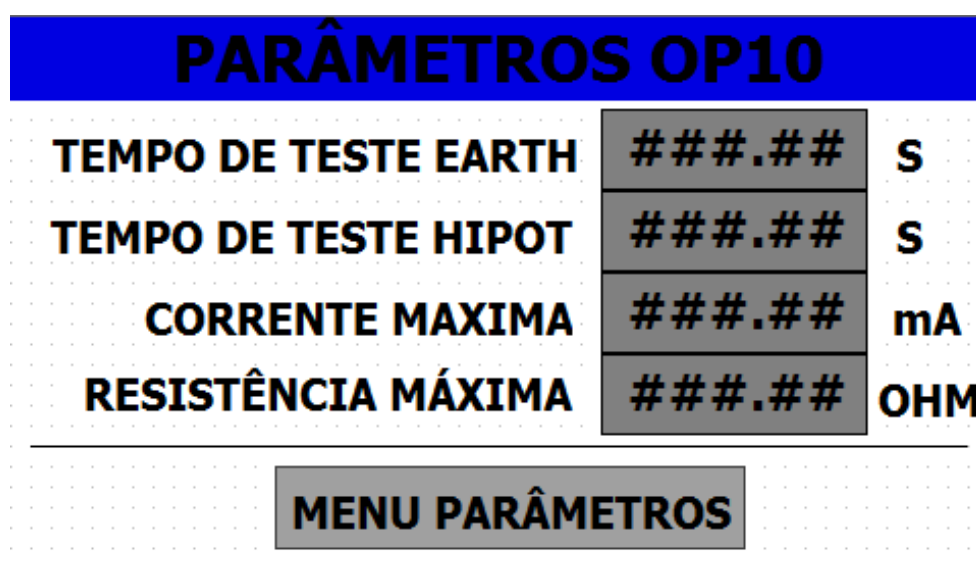 PARÂMETROS OP10
TEMPO DE TESTE EARTH ###.## S
TEMPO DE TESTE HIPOT ###.## S
CORRENTE MAXIMA ###.## mA
RESISTÊNCIA MÁXIMA ###.## OHM
MENU PARÂMETROS